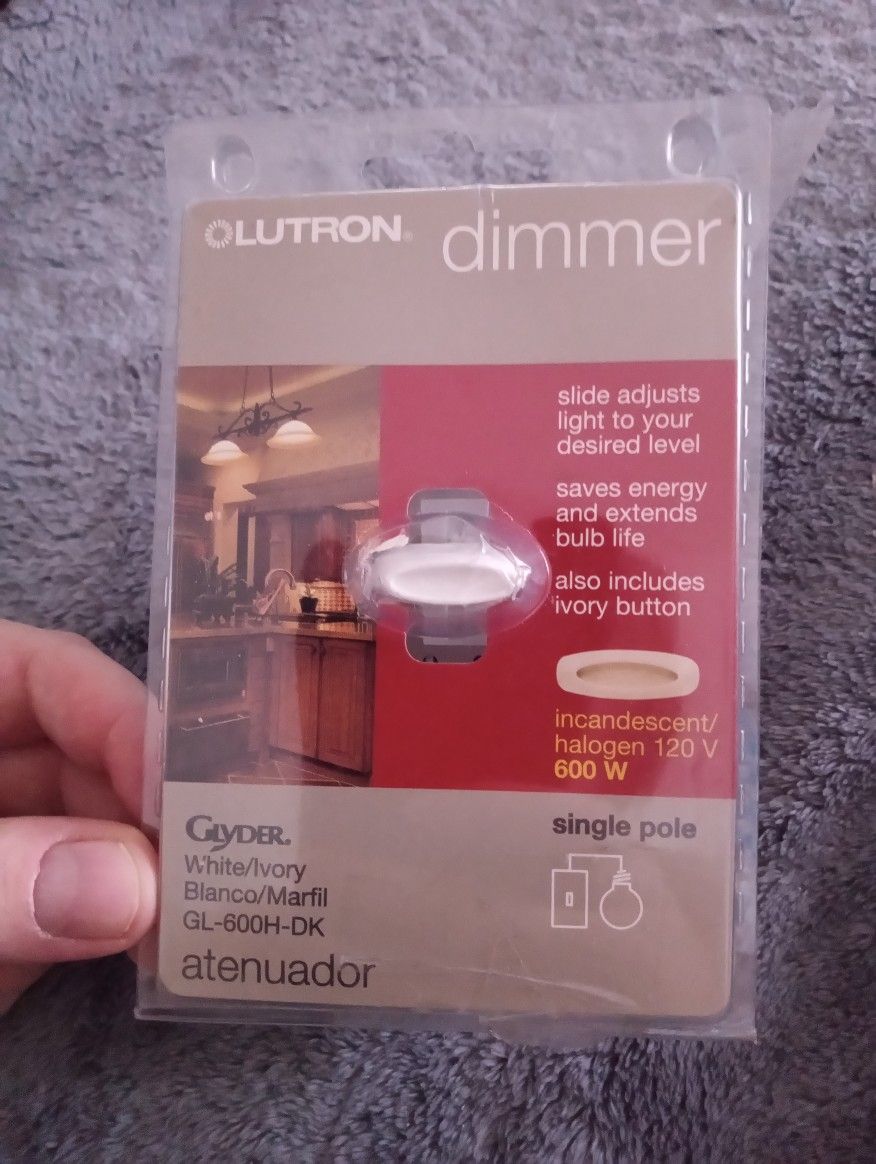 LUTRON®
dimmer
slide adjusts
light to your
desired level
saves energy
and extends
bulb life
also includes
ivory button
incandescent/
halogen 120 V
600 W
GLYDER®
White/Ivory
Blanco/Marfil
GL-600H-DK
atenuador
single pole